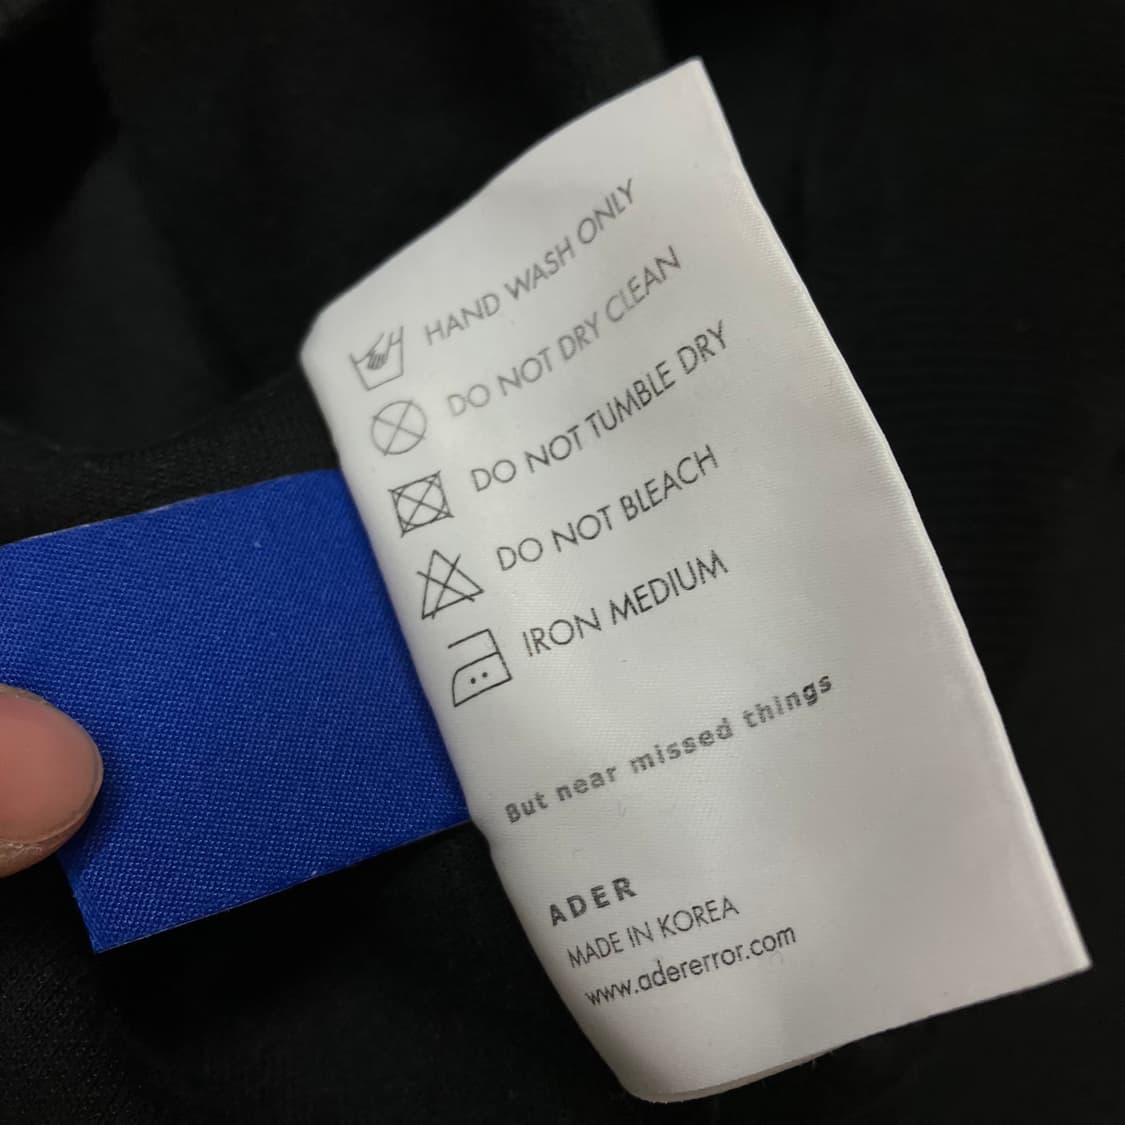 HAND WASH ONLY
DO NOT DRY CLEAN
DO NOT TUMBLE DRY
DO NOT BLEACH
IRON MEDIUM
But near missed things
ADER
MADE IN KOREA
www.adererror.com